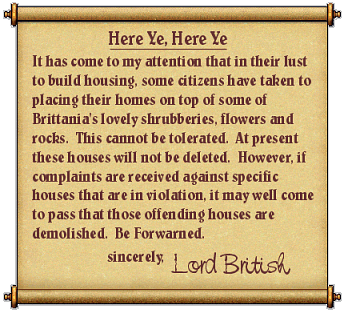 Here Ye, Here Ye
It has come to my attention that in their lust
to build housing, some citizens have taken to
placing their homes on top of some of
Brittania's lovely shrubberies, flowers and
rocks. This cannot be tolerated. At present
these houses will not be deleted. However, if
complaints are received against specific
houses that are in violation, it may well come
to pass that those offending houses are
demolished. Be Forwarned.
sincerely, Lord British